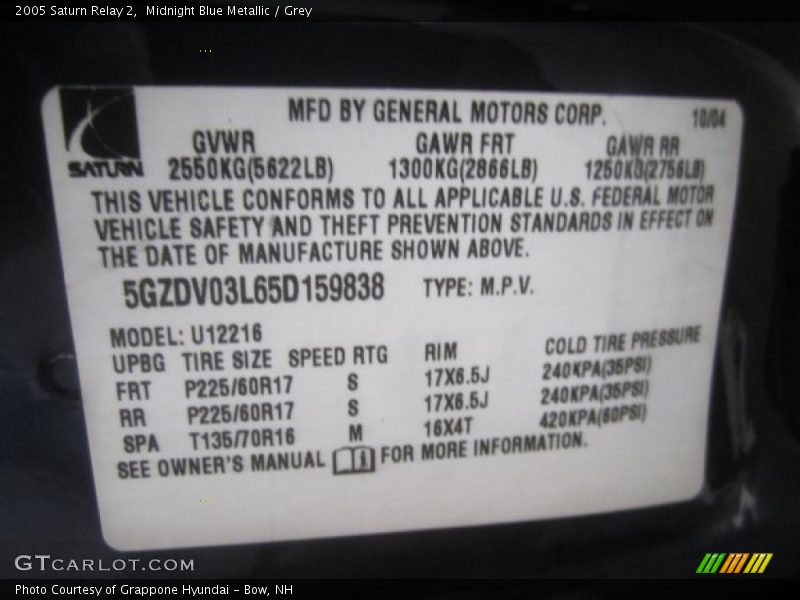 2005 Saturn Relay 2,  Midnight Blue Metallic / Grey
MFD BY GENERAL MOTORS CORP. 10/04
SATURN
GVWR GAWR FRT GAWR RR
2550KG(5622LB) 1300KG(2866LB) 1250KG(2756LB)
THIS VEHICLE CONFORMS TO ALL APPLICABLE U.S. FEDERAL MOTOR
VEHICLE SAFETY AND THEFT PREVENTION STANDARDS IN EFFECT ON
THE DATE OF MANUFACTURE SHOWN ABOVE.
5GZDV03L65D159838 TYPE: M.P.V.
MODEL: U12216
UPBG TIRE SIZE SPEED RTG RIM COLD TIRE PRESSURE
FRT P225/60R17 S 17X6.5J 240KPA(35PSI)
RR P225/60R17 S 17X6.5J 240KPA(35PSI)
SPA T135/70R16 M 16X4T 420KPA(60PSI)
SEE OWNER'S MANUAL i FOR MORE INFORMATION.
GTCARLOT.COM
Photo Courtesy of Grappone Hyundai - Bow, NH